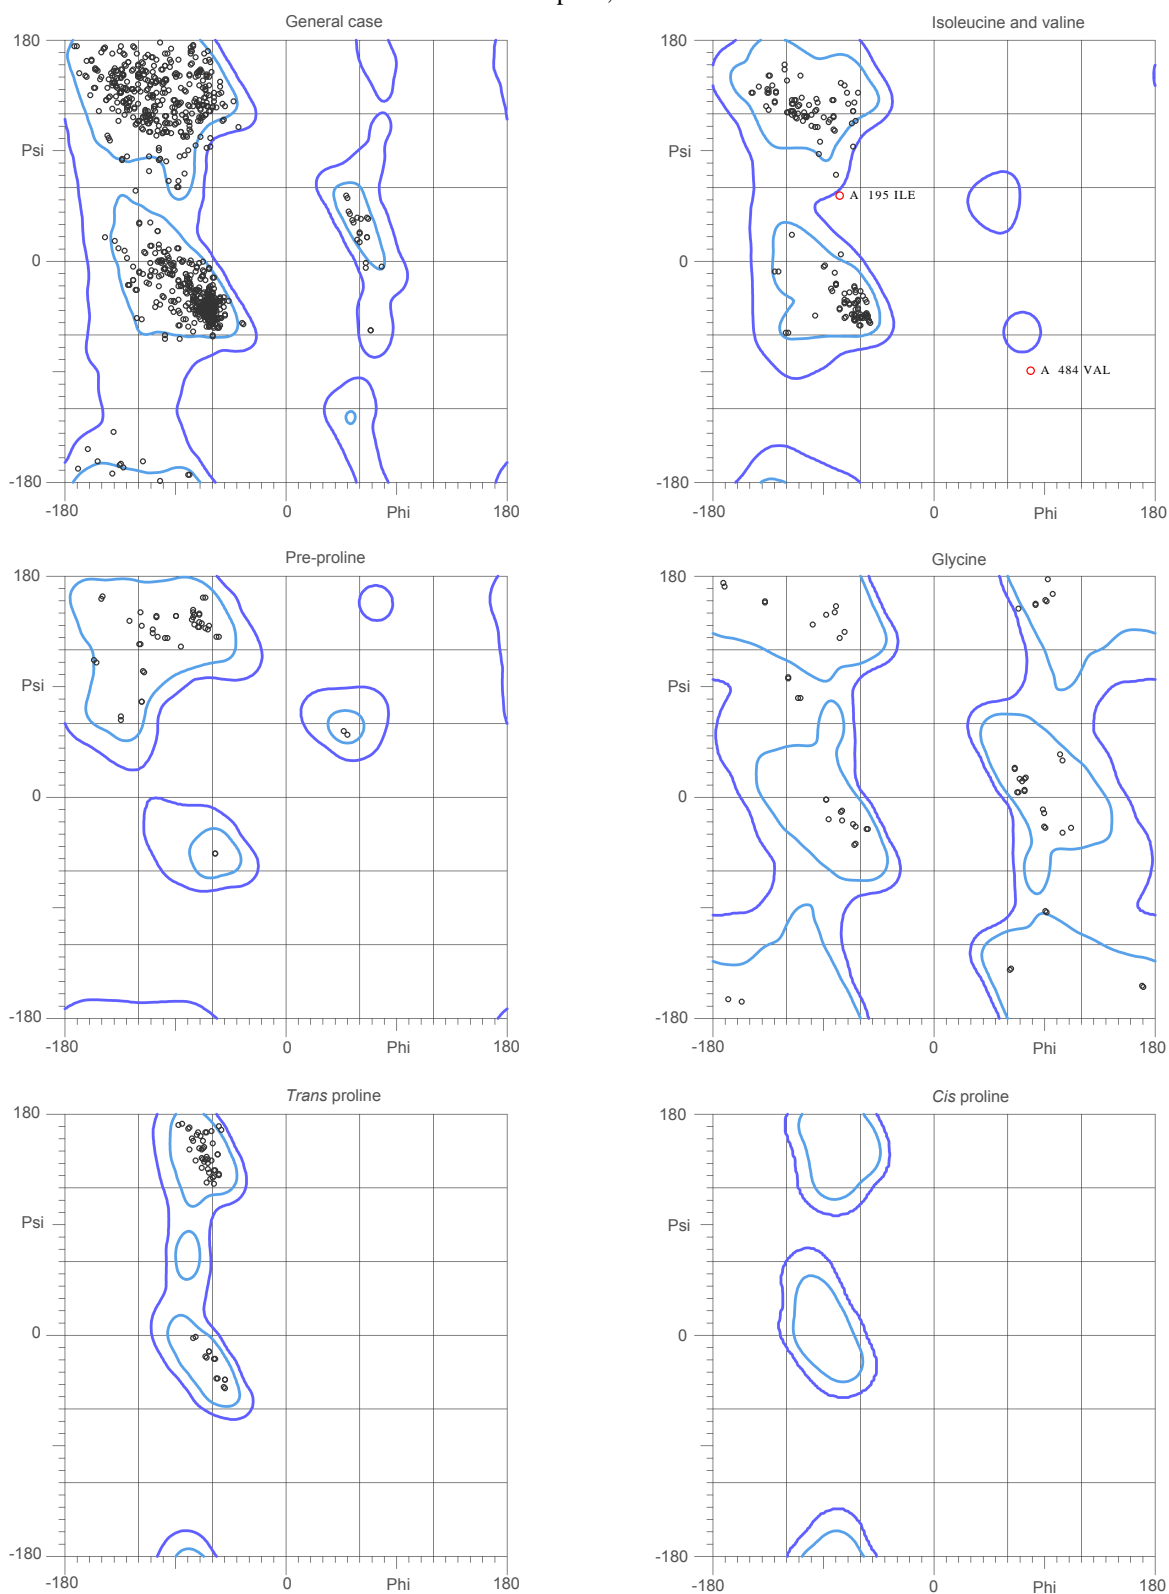 General case
Isoleucine and valine
180
Psi
0
-180
-180
0
Phi
180
180
Psi
0
-180
-180
0
Phi
180
A 195 ILE
A 484 VAL
Pre-proline
Glycine
180
Psi
0
-180
-180
0
Phi
180
180
Psi
0
-180
-180
0
Phi
180
Trans proline
Cis proline
180
Psi
0
-180
-180
0
Phi
180
180
Psi
0
-180
-180
0
Phi
180